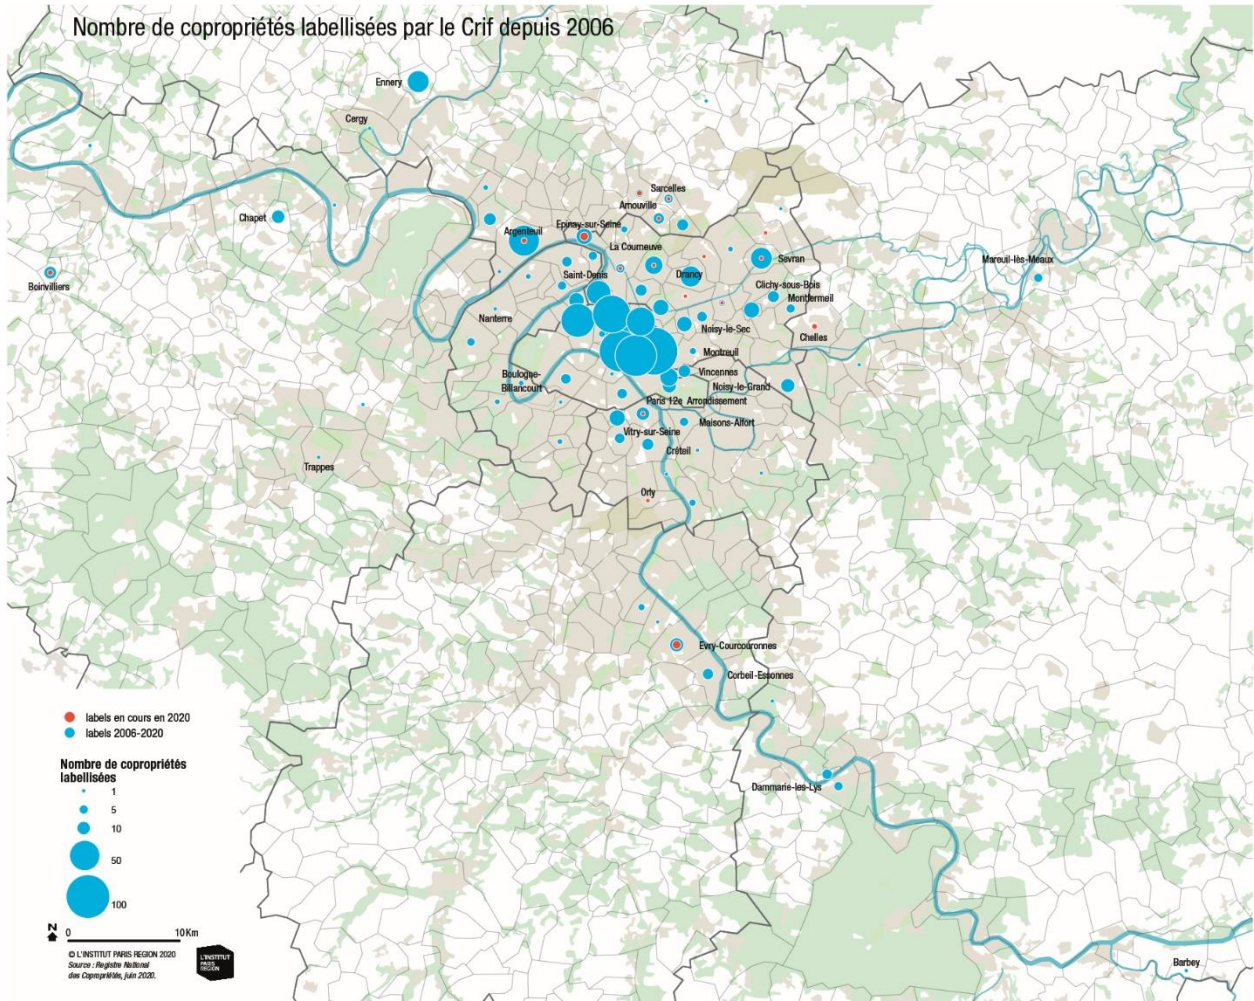 Nombre de copropriétés labellisées par le Crif depuis 2006
Ennery
Cergy
Sarcelles
Arnouville
Chapet
Argenteuil
Epinay-sur-Seine
La Courneuve
Sevran
Mareuil-lès-Meaux
Boinvilliers
Saint-Denis
Drancy
Clichy-sous-Bois
Montfermeil
Nanterre
Noisy-le-Sec
Chelles
Montreuil
Boulogne-
Billancourt
Vincennes
Noisy-le-Grand
Paris 12e Arrondissement
Maisons-Alfort
Vitry-sur-Seine
Créteil
Trappes
Orly
Evry-Courcouronnes
Corbeil-Essonnes
Dammarie-les-Lys
Barbey
labels en cours en 2020
labels 2006-2020
Nombre de copropriétés
labellisées
1
5
10
50
100
N
0 10 Km
© L'INSTITUT PARIS REGION 2020
Source : Registre National
des Copropriétés, juin 2020.
L'INSTITUT
PARIS
REGION